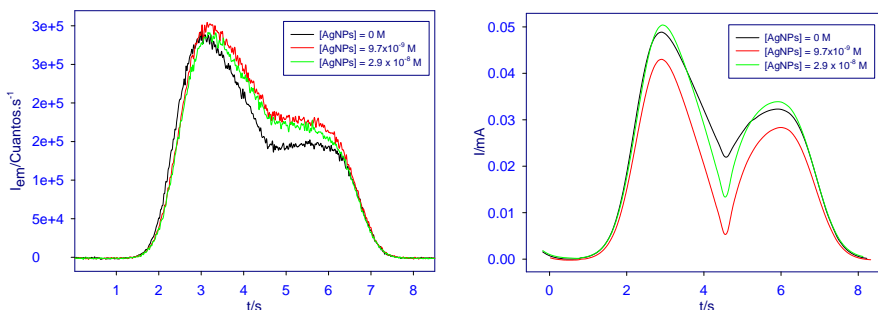 3e+5
3e+5
2e+5
2e+5
1e+5
5e+4
0
I_em/Cuantos.s⁻¹
[AgNPs] = 0 M
[AgNPs] = 9.7x10⁻⁹ M
[AgNPs] = 2.9 x 10⁻⁸ M
1 2 3 4 5 6 7 8
t/s
0.05
0.04
0.03
0.02
0.01
0.00
I/mA
[AgNPs] = 0 M
[AgNPs] = 9.7x10⁻⁹ M
[AgNPs] = 2.9 x 10⁻⁸ M
0 2 4 6 8
t/s